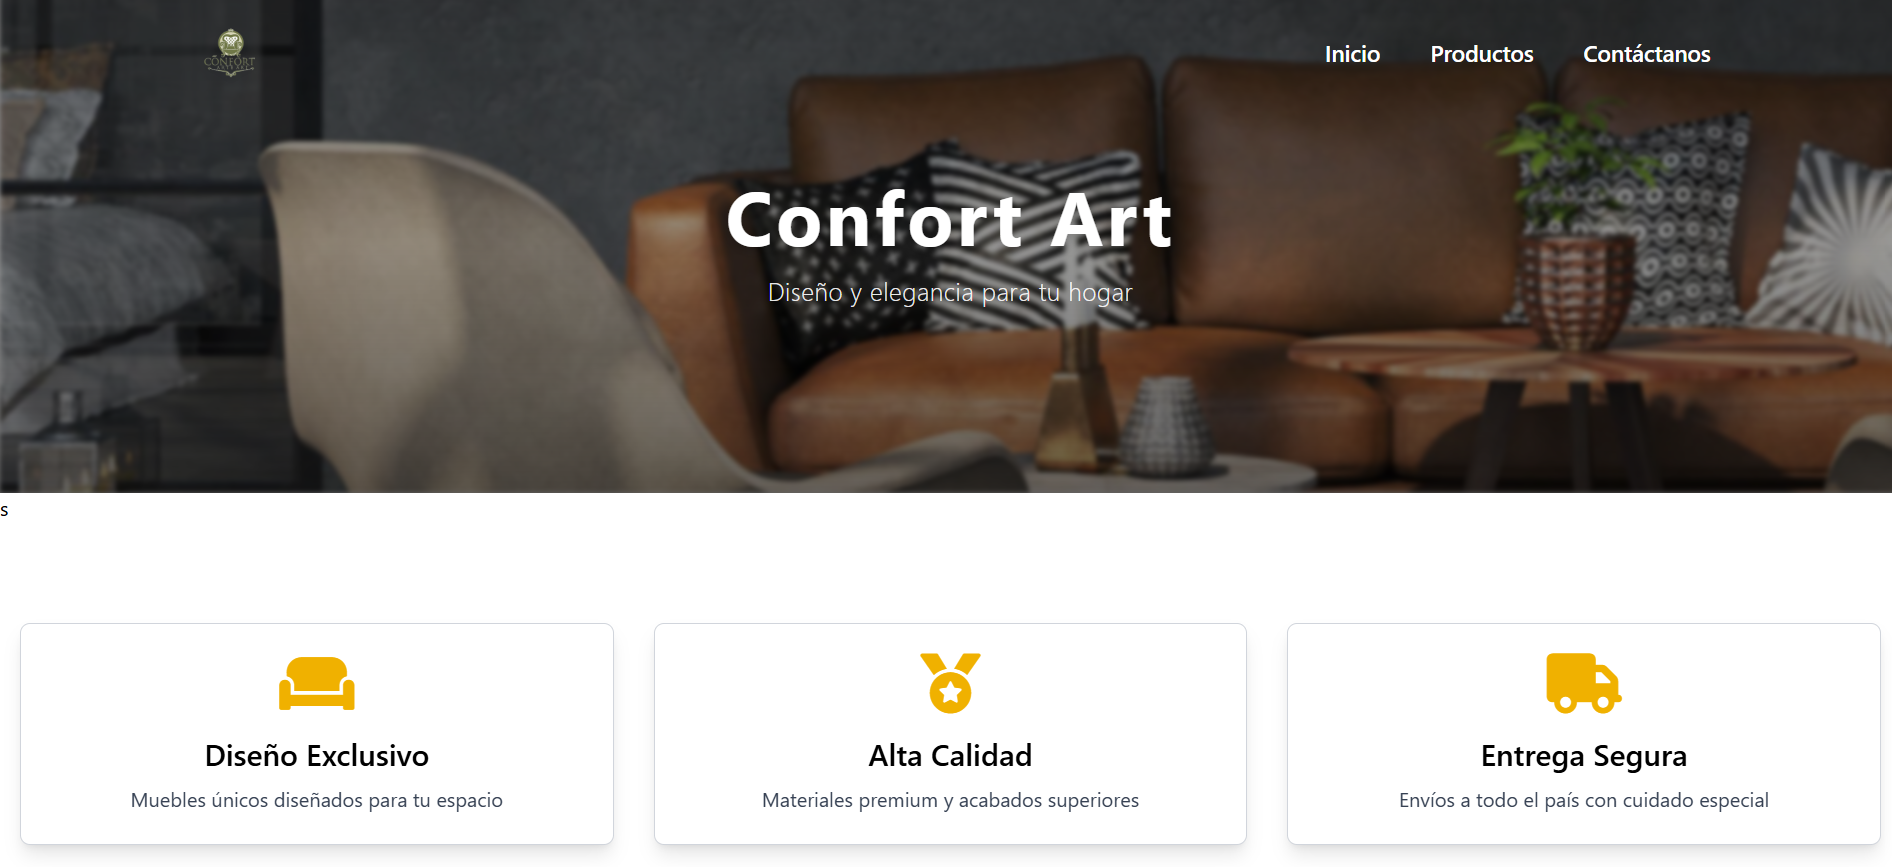 CONFORT
Inicio
Productos
Contáctanos
Confort Art
Diseño y elegancia para tu hogar
s
Diseño Exclusivo
Muebles únicos diseñados para tu espacio
Alta Calidad
Materiales premium y acabados superiores
Entrega Segura
Envíos a todo el país con cuidado especial